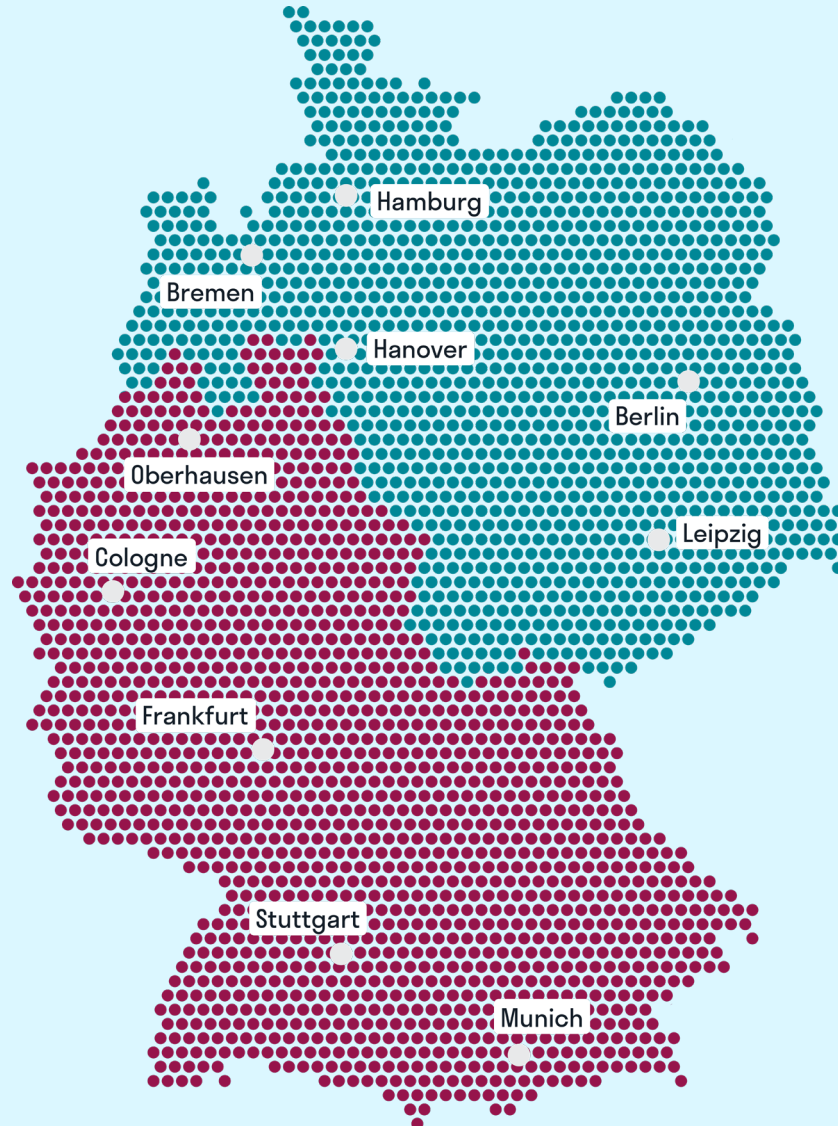 Hamburg
Bremen
Hanover
Berlin
Oberhausen
Leipzig
Cologne
Frankfurt
Stuttgart
Munich